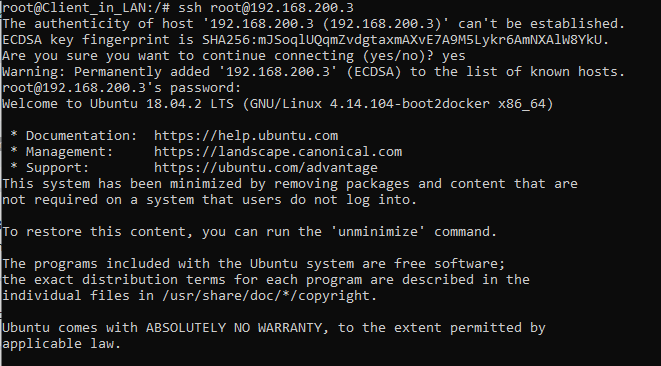 root@Client_in_LAN:/# ssh root@192.168.200.3
The authenticity of host '192.168.200.3 (192.168.200.3)' can't be established.
ECDSA key fingerprint is SHA256:mJSoqlUQqmZvdgtaxmAXvE7A9M5Lykr6AmNXAlW8YkU.
Are you sure you want to continue connecting (yes/no)? yes
Warning: Permanently added '192.168.200.3' (ECDSA) to the list of known hosts.
root@192.168.200.3's password:
Welcome to Ubuntu 18.04.2 LTS (GNU/Linux 4.14.104-boot2docker x86_64)

 * Documentation:  https://help.ubuntu.com
 * Management:     https://landscape.canonical.com
 * Support:        https://ubuntu.com/advantage
This system has been minimized by removing packages and content that are
not required on a system that users do not log into.

To restore this content, you can run the 'unminimize' command.

The programs included with the Ubuntu system are free software;
the exact distribution terms for each program are described in the
individual files in /usr/share/doc/*/copyright.

Ubuntu comes with ABSOLUTELY NO WARRANTY, to the extent permitted by
applicable law.